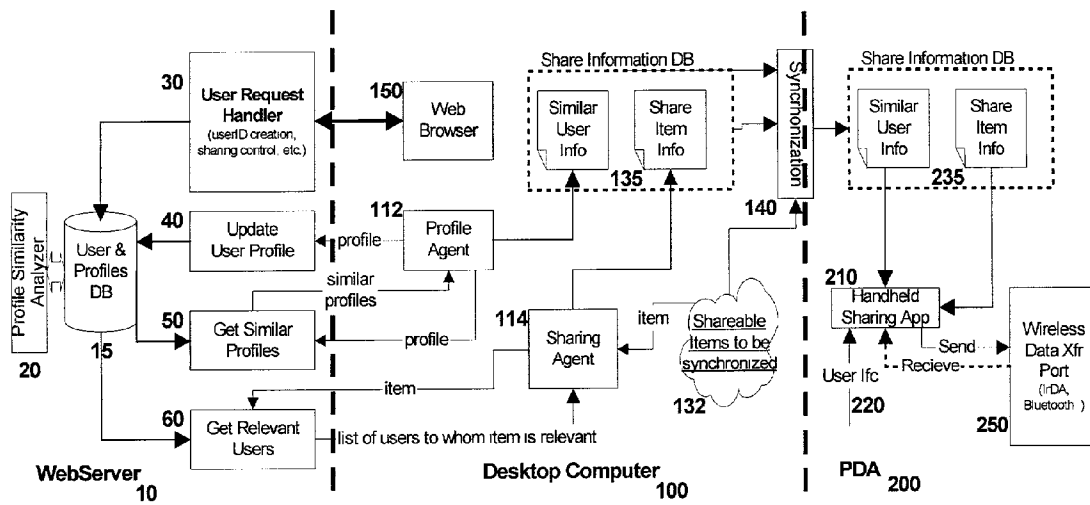 30
User Request
Handler
(userID creation,
sharing control, etc.)
150
Web
Browser
Share Information DB
Similar
User
Info
Share
Item
Info
135
Syncrmonization
140
Share Information DB
Similar
User
Info
Share
Item
Info
235
Profile Similarity
Analyzer
20
User &
Profiles
DB
15
40
Update
User Profile
profile
112
Profile
Agent
similar
profiles
50
Get Similar
Profiles
profile
114
Sharing
Agent
item
item
Shareable
Items to be
synchronized
132
60
Get Relevant
Users
list of users to whom item is relevant
210
Handheld
Sharing App
Send
Recieve
User Ifc
220
Wireless
Data Xfr
Port
(IrDA,
Bluetooth)
250
WebServer
10
Desktop Computer
100
PDA
200